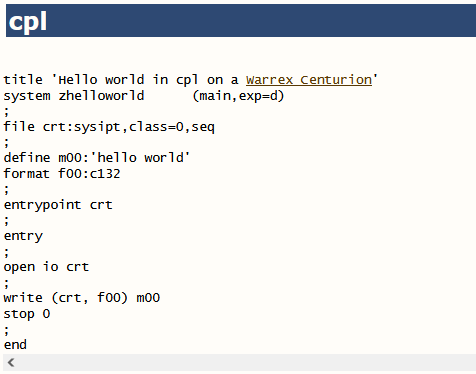 cpl
title 'Hello world in cpl on a Warrex Centurion'
system zhelloworld      (main,exp=d)
;
file crt:sysipt,class=0,seq
;
define m00:'hello world'
format f00:c132
;
entrypoint crt
;
entry
;
open io crt
;
write (crt, f00) m00
stop 0
;
end